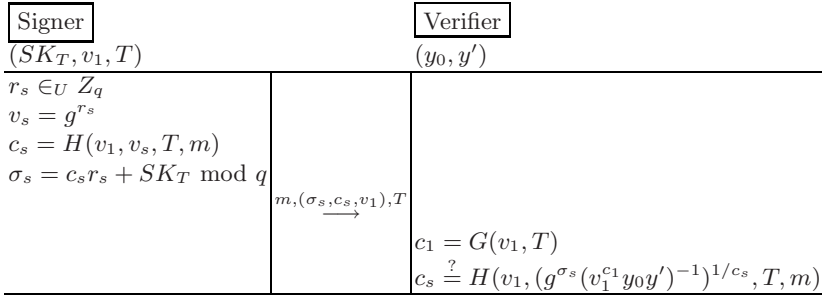 Signer Verifier
(SK_T, v_1, T) (y_0, y')
r_s ∈_U Z_q
v_s = g^{r_s}
c_s = H(v_1, v_s, T, m)
σ_s = c_s r_s + SK_T mod q
m,(σ_s,c_s,v_1),T
⟶
c_1 = G(v_1, T)
c_s ≟ H(v_1, (g^{σ_s}(v_1^{c_1} y_0 y')^{-1})^{1/c_s}, T, m)